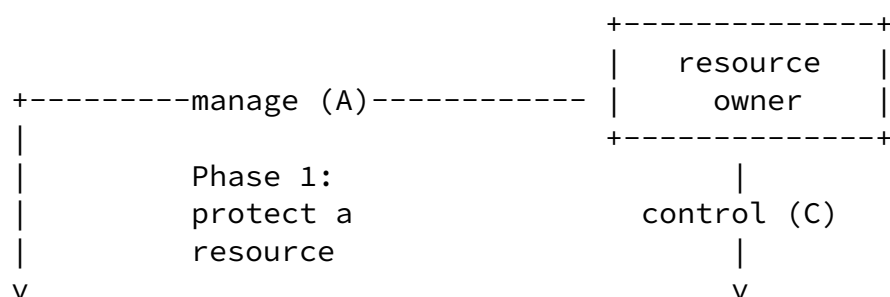 +--------------+
|   resource   |
+---------manage (A)------------ |     owner    |
|                                +--------------+
|         Phase 1:                      |
|         protect a                control (C)
|         resource                      |
v                                       v